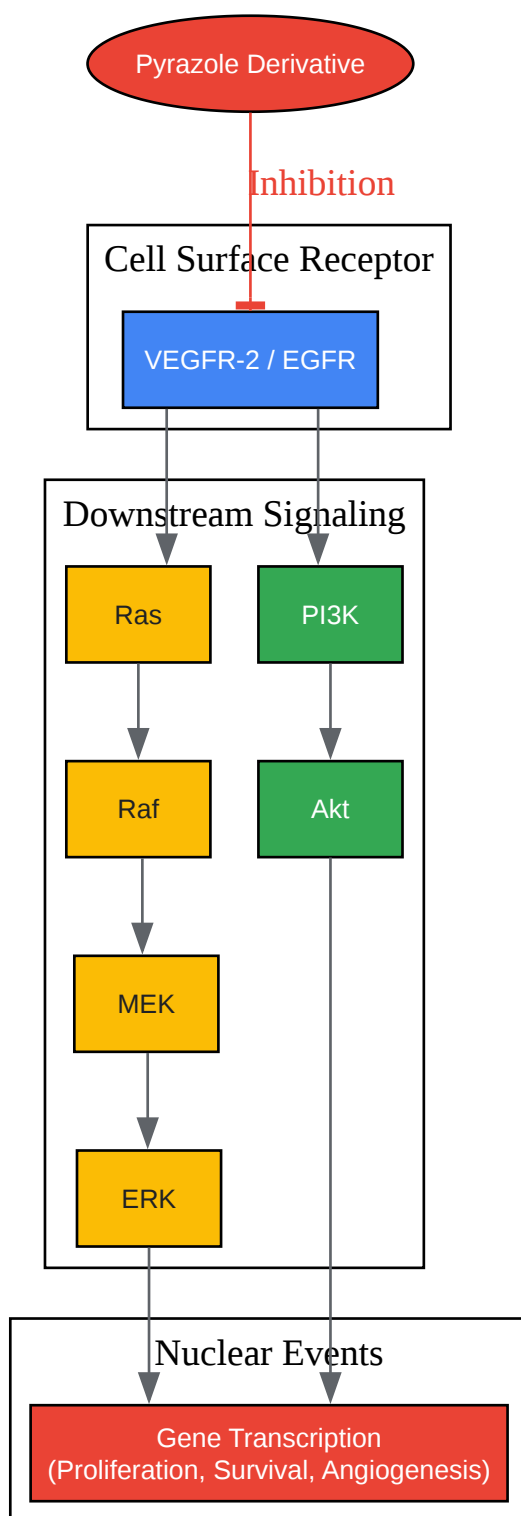 Pyrazole Derivative
Inhibition
Cell Surface Receptor
VEGFR-2 / EGFR
Downstream Signaling
Ras
PI3K
Raf
Akt
MEK
ERK
Nuclear Events
Gene Transcription
(Proliferation, Survival, Angiogenesis)